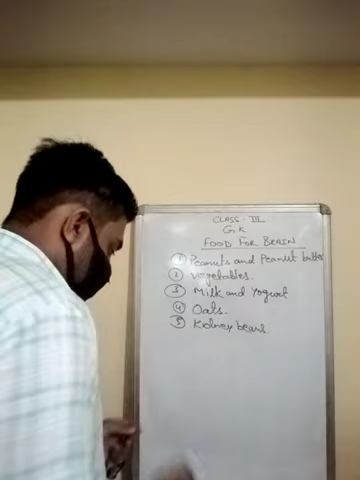 CLASS: III
G.K
FOOD FOR BRAIN
① Peanuts and Peanut butter
② Vegetables.
③ Milk and Yogurt
④ Oats.
⑤ Kidney beans.